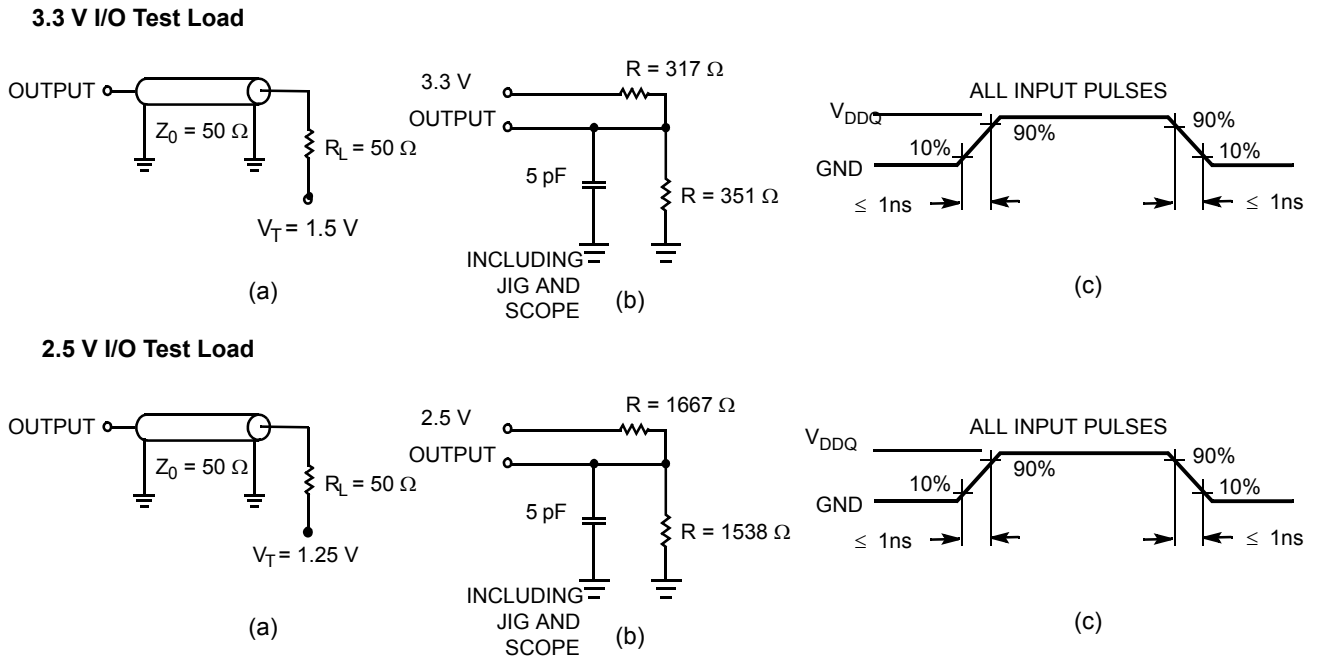 3.3 V I/O Test Load
OUTPUT
Z0 = 50 Ω
RL = 50 Ω
VT = 1.5 V
(a)
3.3 V
OUTPUT
R = 317 Ω
5 pF
R = 351 Ω
INCLUDING
JIG AND
SCOPE
(b)
ALL INPUT PULSES
VDDQ
GND
10%
90%
90%
10%
≤ 1ns
≤ 1ns
(c)
2.5 V I/O Test Load
OUTPUT
Z0 = 50 Ω
RL = 50 Ω
VT = 1.25 V
(a)
2.5 V
OUTPUT
R = 1667 Ω
5 pF
R = 1538 Ω
INCLUDING
JIG AND
SCOPE
(b)
ALL INPUT PULSES
VDDQ
GND
10%
90%
90%
10%
≤ 1ns
≤ 1ns
(c)